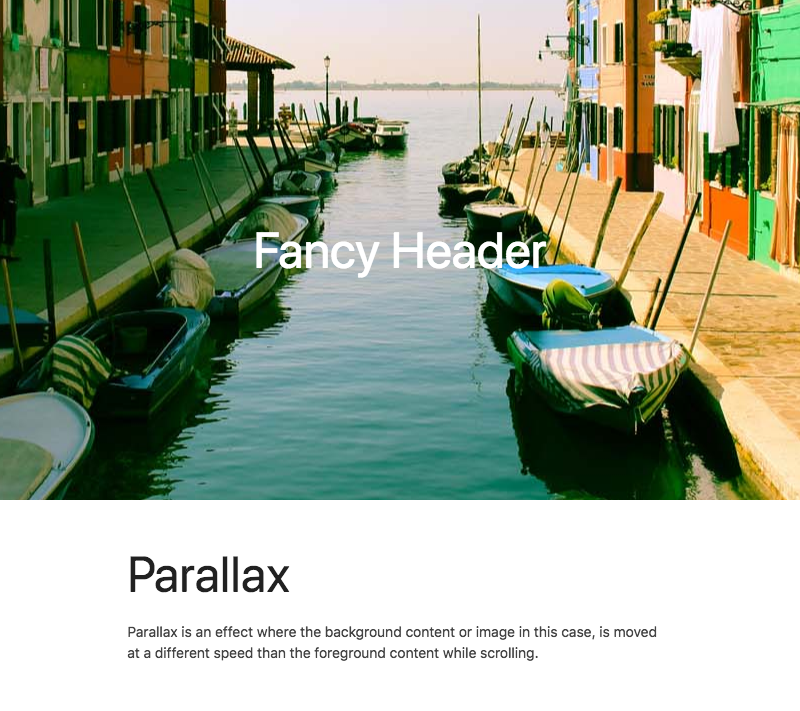 Fancy Header
Parallax
Parallax is an effect where the background content or image in this case, is moved
at a different speed than the foreground content while scrolling.